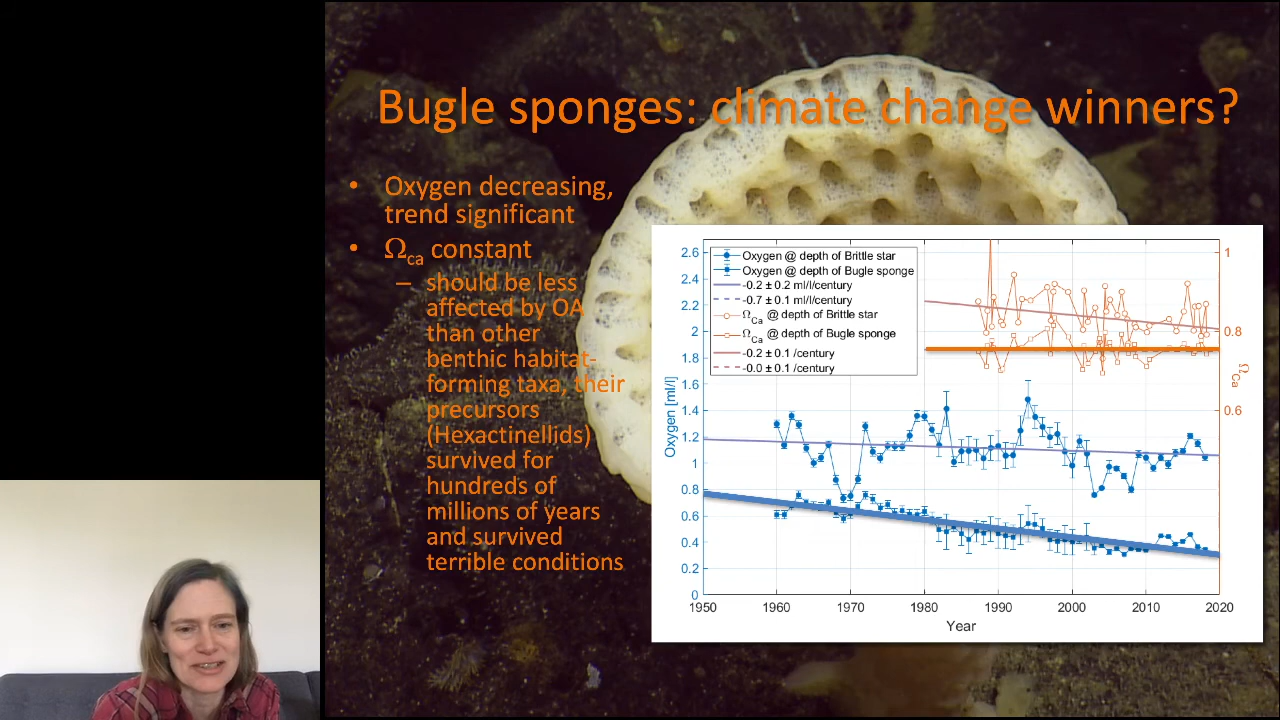 Bugle sponges: climate change winners?
• Oxygen decreasing,
trend significant
• Ωca constant
– should be less
affected by OA
than other
benthic habitat-
forming taxa, their
precursors
(Hexactinellids)
survived for
hundreds of
millions of years
and survived
terrible conditions
Oxygen @ depth of Brittle star
Oxygen @ depth of Bugle sponge
-0.2 ± 0.2 ml/l/century
-0.7 ± 0.1 ml/l/century
ΩCa @ depth of Brittle star
ΩCa @ depth of Bugle sponge
-0.2 ± 0.1 /century
-0.0 ± 0.1 /century
Oxygen [ml/l]
2.6
2.4
2.2
2
1.8
1.6
1.4
1.2
1
0.8
0.6
0.4
0.2
0
1
0.8
0.6
ΩCa
1950 1960 1970 1980 1990 2000 2010 2020
Year